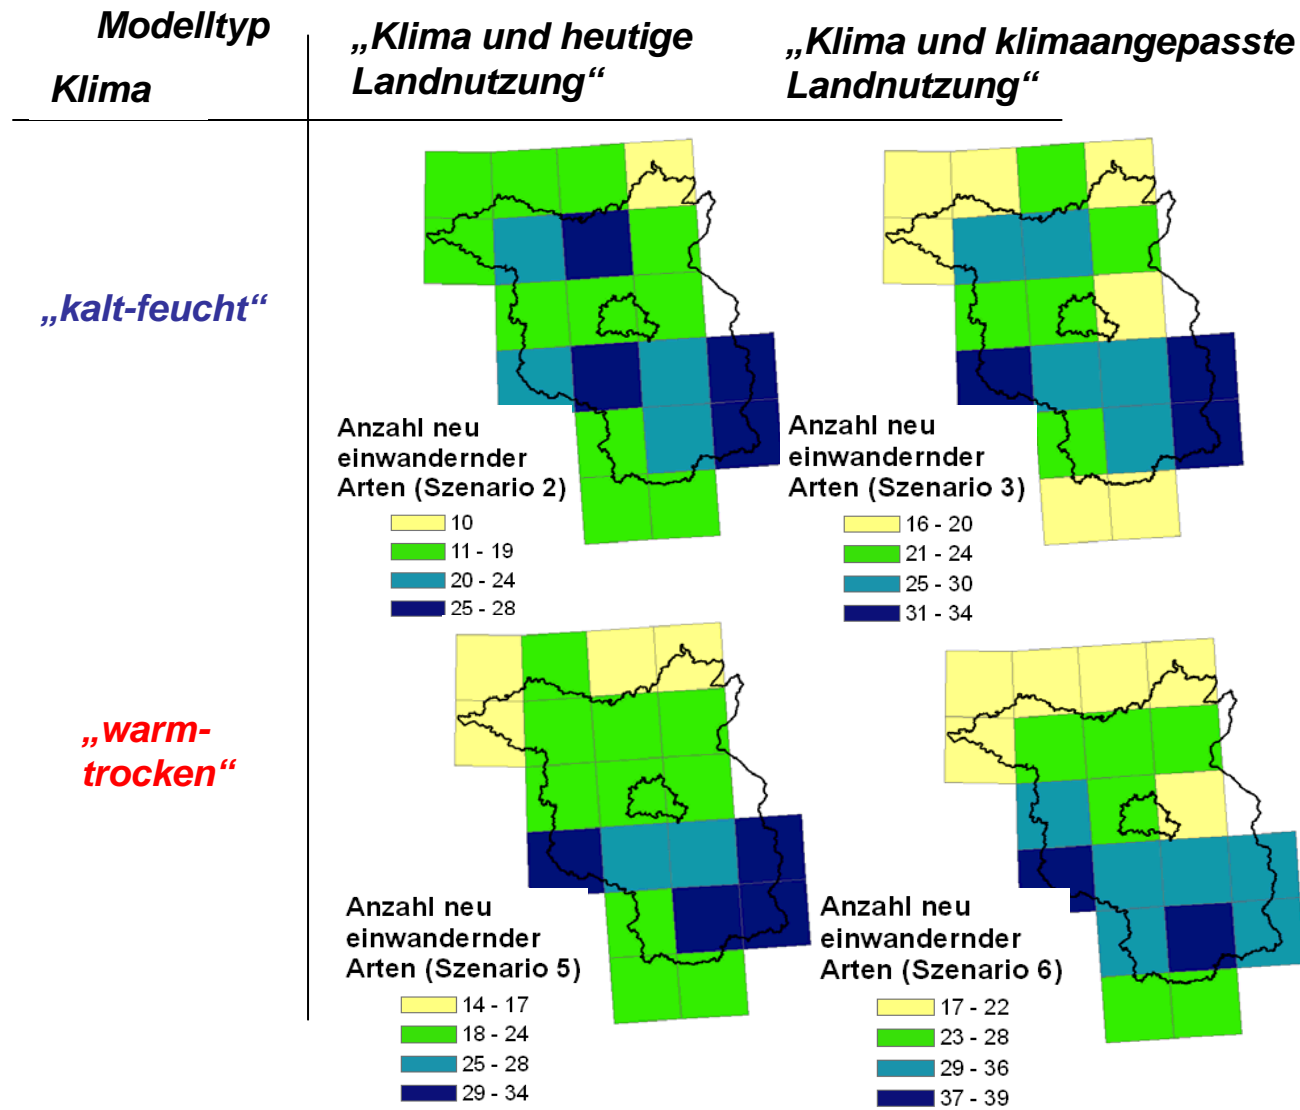 Modelltyp
Klima
„Klima und heutige
Landnutzung“
„Klima und klimaangepasste
Landnutzung“
„kalt-feucht“
Anzahl neu
einwandernder
Arten (Szenario 2)
10
11 - 19
20 - 24
25 - 28
Anzahl neu
einwandernder
Arten (Szenario 3)
16 - 20
21 - 24
25 - 30
31 - 34
„warm-
trocken“
Anzahl neu
einwandernder
Arten (Szenario 5)
14 - 17
18 - 24
25 - 28
29 - 34
Anzahl neu
einwandernder
Arten (Szenario 6)
17 - 22
23 - 28
29 - 36
37 - 39